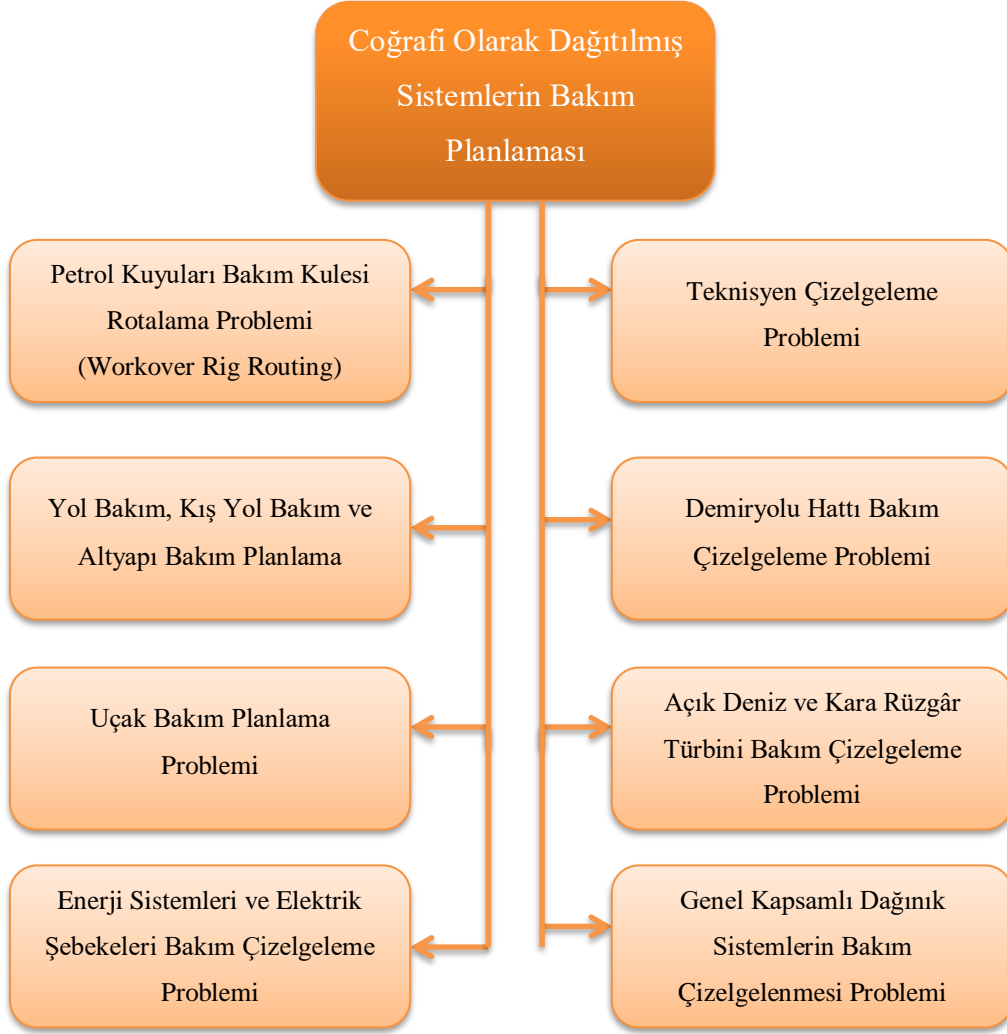 Coğrafi Olarak Dağıtılmış
Sistemlerin Bakım
Planlaması
Petrol Kuyuları Bakım Kulesi
Rotalama Problemi
(Workover Rig Routing)
Teknisyen Çizelgeleme
Problemi
Yol Bakım, Kış Yol Bakım ve
Altyapı Bakım Planlama
Demiryolu Hattı Bakım
Çizelgeleme Problemi
Uçak Bakım Planlama
Problemi
Açık Deniz ve Kara Rüzgâr
Türbini Bakım Çizelgeleme
Problemi
Enerji Sistemleri ve Elektrik
Şebekeleri Bakım Çizelgeleme
Problemi
Genel Kapsamlı Dağınık
Sistemlerin Bakım
Çizelgelenmesi Problemi